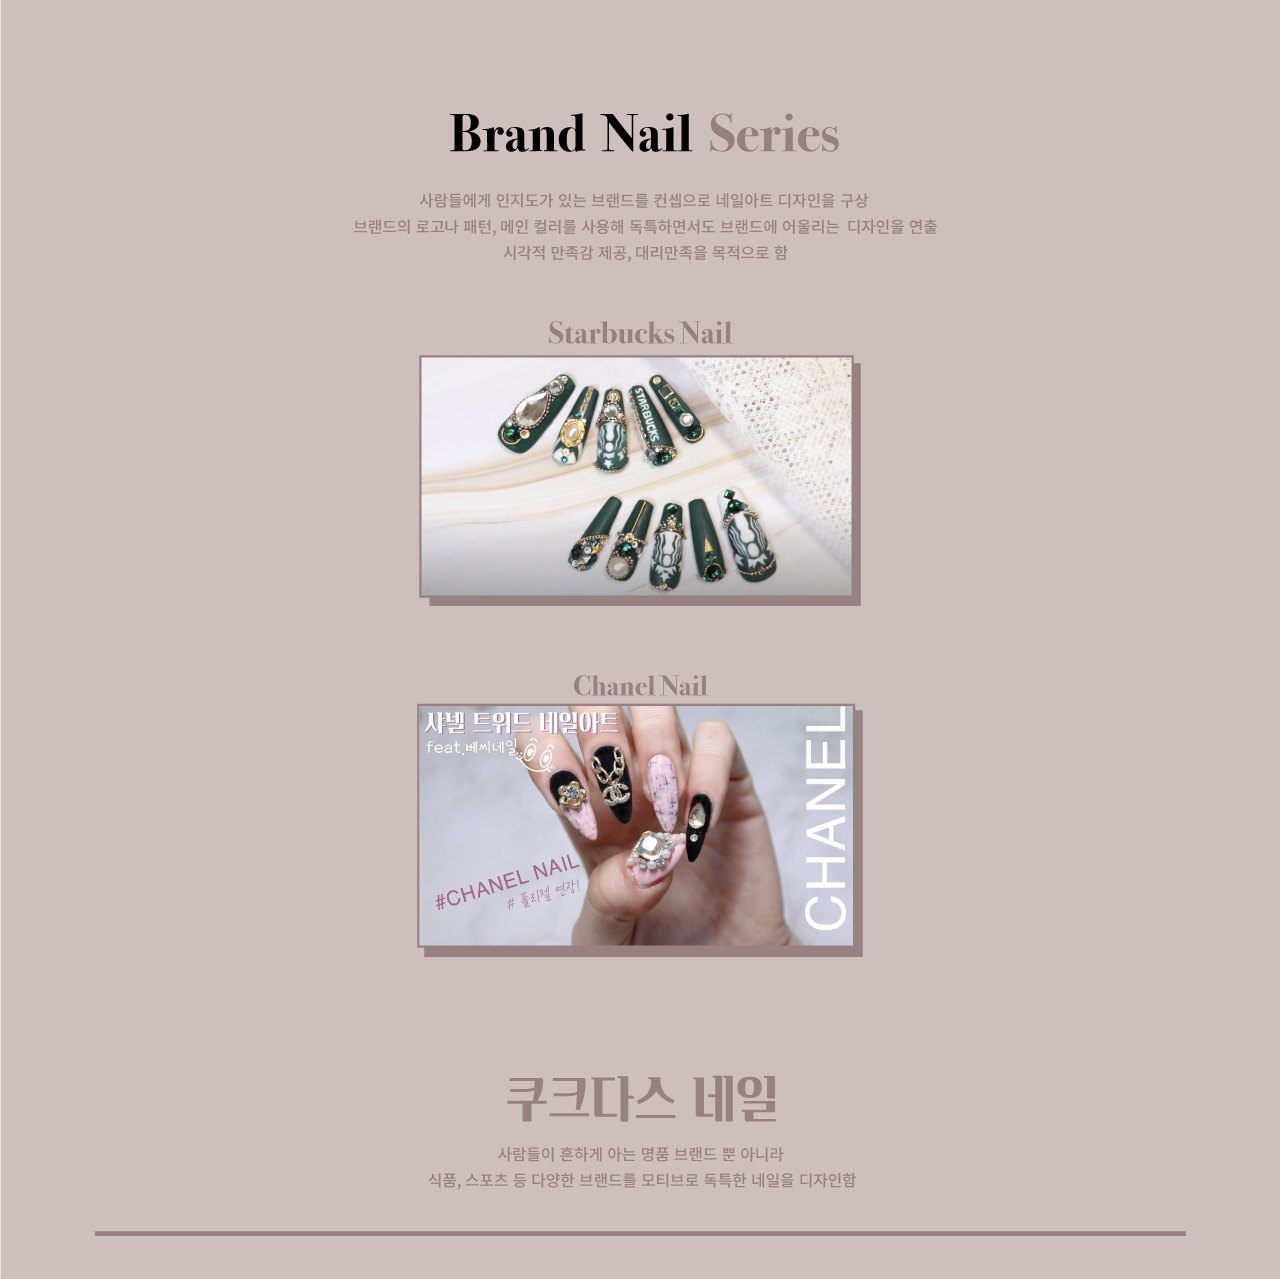 Brand Nail Series
사람들에게 인지도가 있는 브랜드를 컨셉으로 네일아트 디자인을 구상
브랜드의 로고나 패턴, 메인 컬러를 사용해 독특하면서도 브랜드에 어울리는 디자인을 연출
시각적 만족감 제공, 대리만족을 목적으로 함
Starbucks Nail
STARBUCKS
Chanel Nail
샤넬 트위드 네일아트
feat.베씨네일
CHANEL
#CHANEL NAIL
# 폴리젤 연장!
쿠크다스 네일
사람들이 흔하게 아는 명품 브랜드 뿐 아니라
식품, 스포츠 등 다양한 브랜드를 모티브로 독특한 네일을 디자인함